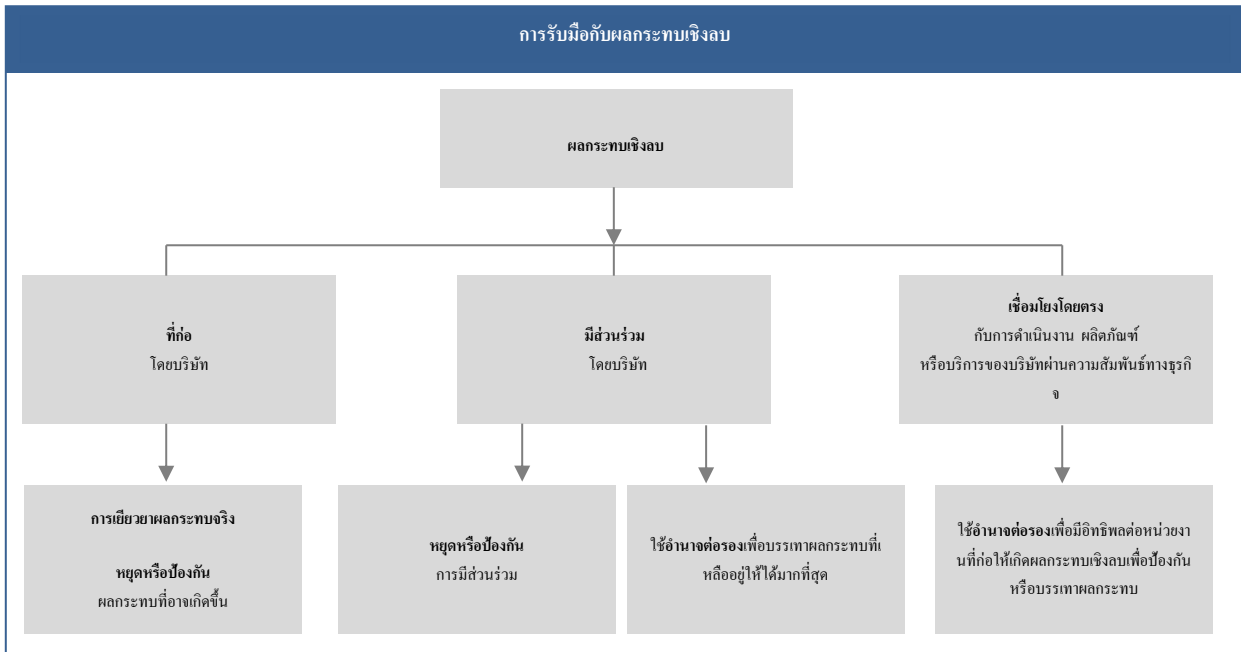 การรับมือกับผลกระทบเชิงลบ
ผลกระทบเชิงลบ
ที่ก่อ
โดยบริษัท
มีส่วนร่วม
โดยบริษัท
เชื่อมโยงโดยตรง
กับการดำเนินงาน ผลิตภัณฑ์
หรือบริการของบริษัทผ่านความสัมพันธ์ทางธุรกิ
จ
การเยียวยาผลกระทบจริง
หยุดหรือป้องกัน
ผลกระทบที่อาจเกิดขึ้น
หยุดหรือป้องกัน
การมีส่วนร่วม
ใช้อำนาจต่อรองเพื่อบรรเทาผลกระทบที่เ
หลืออยู่ให้ได้มากที่สุด
ใช้อำนาจต่อรองเพื่อมีอิทธิพลต่อหน่วยงา
นที่ก่อให้เกิดผลกระทบเชิงลบเพื่อป้องกัน
หรือบรรเทาผลกระทบ